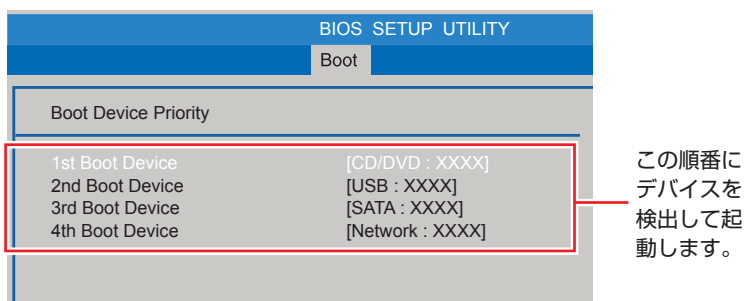 BIOS SETUP UTILITY
Boot
Boot Device Priority
1st Boot Device [CD/DVD : XXXX]
2nd Boot Device [USB : XXXX]
3rd Boot Device [SATA : XXXX]
4th Boot Device [Network : XXXX]
この順番に
デバイスを
検出して起
動します。